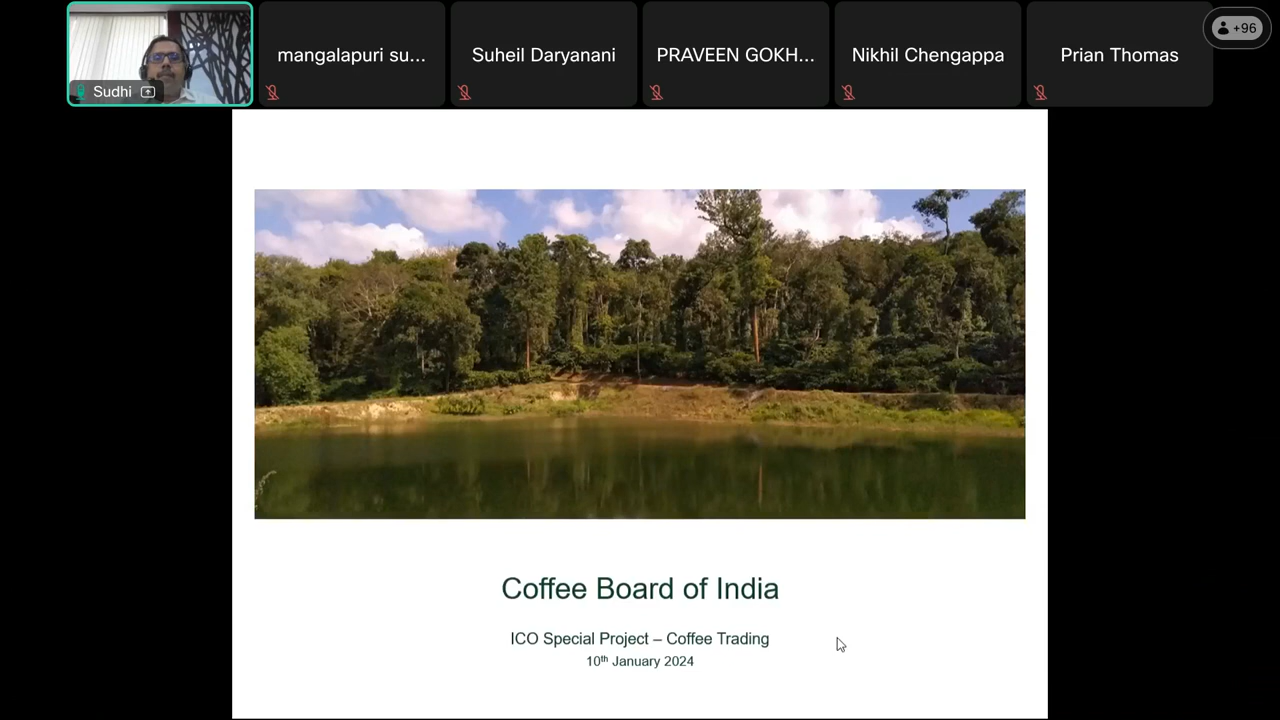 Sudhi
mangalapuri su...
Suheil Daryanani
PRAVEEN GOKH...
Nikhil Chengappa
Prian Thomas
+96
Coffee Board of India
ICO Special Project – Coffee Trading
10th January 2024